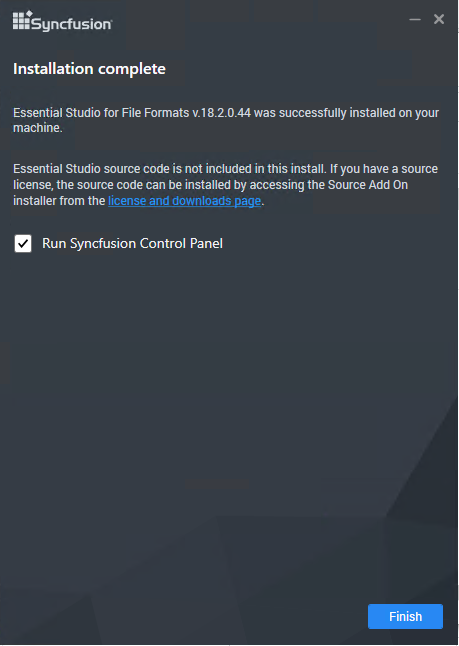 Syncfusion
Installation complete
Essential Studio for File Formats v.18.2.0.44 was successfully installed on your
machine.
Essential Studio source code is not included in this install. If you have a source
license, the source code can be installed by accessing the Source Add On
installer from the license and downloads page.
Run Syncfusion Control Panel
Finish